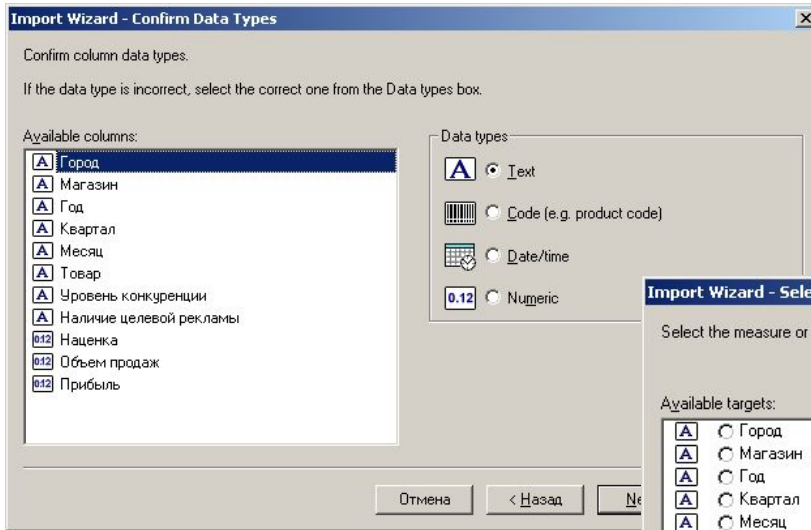 Import Wizard - Confirm Data Types
Confirm column data types.
If the data type is incorrect, select the correct one from the Data types box.
Available columns:
Город
Магазин
Год
Квартал
Месяц
Товар
Уровень конкуренции
Наличие целевой рекламы
Наценка
Объем продаж
Прибыль
Data types
Text
Code (e.g. product code)
Date/time
0.12 Numeric
Отмена
< Назад
Import Wizard - Sele
Select the measure or
Available targets:
Город
Магазин
Год
Квартал
Месяц